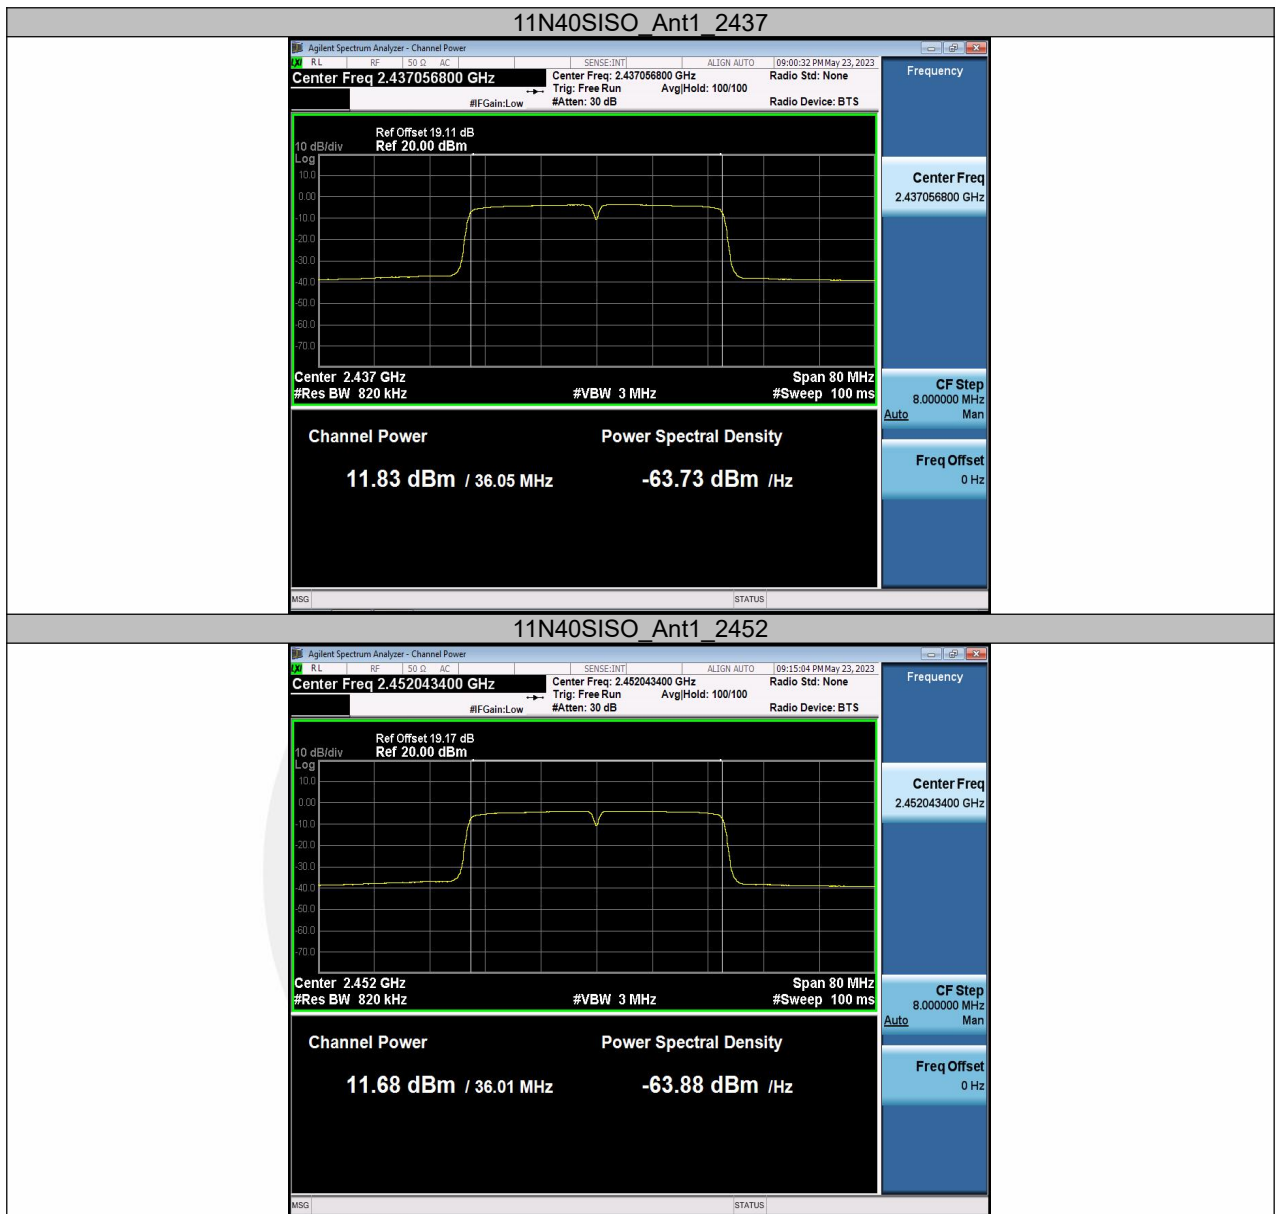 11N40SISO_Ant1_2437
Agilent Spectrum Analyzer - Channel Power
LXI RL RF 50 Ω AC SENSE:INT ALIGN AUTO 09:00:32 PM May 23, 2023
Center Freq 2.437056800 GHz
Center Freq: 2.437056800 GHz
Radio Std: None
Trig: Free Run Avg|Hold: 100/100
#IFGain:Low #Atten: 30 dB Radio Device: BTS
Frequency
Ref Offset 19.11 dB
10 dB/div Ref 20.00 dBm
Log
10.0
0.00
-10.0
-20.0
-30.0
-40.0
-50.0
-60.0
-70.0
Center 2.437 GHz Span 80 MHz
#Res BW 820 kHz #VBW 3 MHz #Sweep 100 ms
Center Freq
2.437056800 GHz
CF Step
8.000000 MHz
Auto Man
Freq Offset
0 Hz
Channel Power Power Spectral Density
11.83 dBm / 36.05 MHz -63.73 dBm /Hz
MSG STATUS
11N40SISO_Ant1_2452
Agilent Spectrum Analyzer - Channel Power
LXI RL RF 50 Ω AC SENSE:INT ALIGN AUTO 09:15:04 PM May 23, 2023
Center Freq 2.452043400 GHz
Center Freq: 2.452043400 GHz
Radio Std: None
Trig: Free Run Avg|Hold: 100/100
#IFGain:Low #Atten: 30 dB Radio Device: BTS
Frequency
Ref Offset 19.17 dB
10 dB/div Ref 20.00 dBm
Log
10.0
0.00
-10.0
-20.0
-30.0
-40.0
-50.0
-60.0
-70.0
Center 2.452 GHz Span 80 MHz
#Res BW 820 kHz #VBW 3 MHz #Sweep 100 ms
Center Freq
2.452043400 GHz
CF Step
8.000000 MHz
Auto Man
Freq Offset
0 Hz
Channel Power Power Spectral Density
11.68 dBm / 36.01 MHz -63.88 dBm /Hz
MSG STATUS